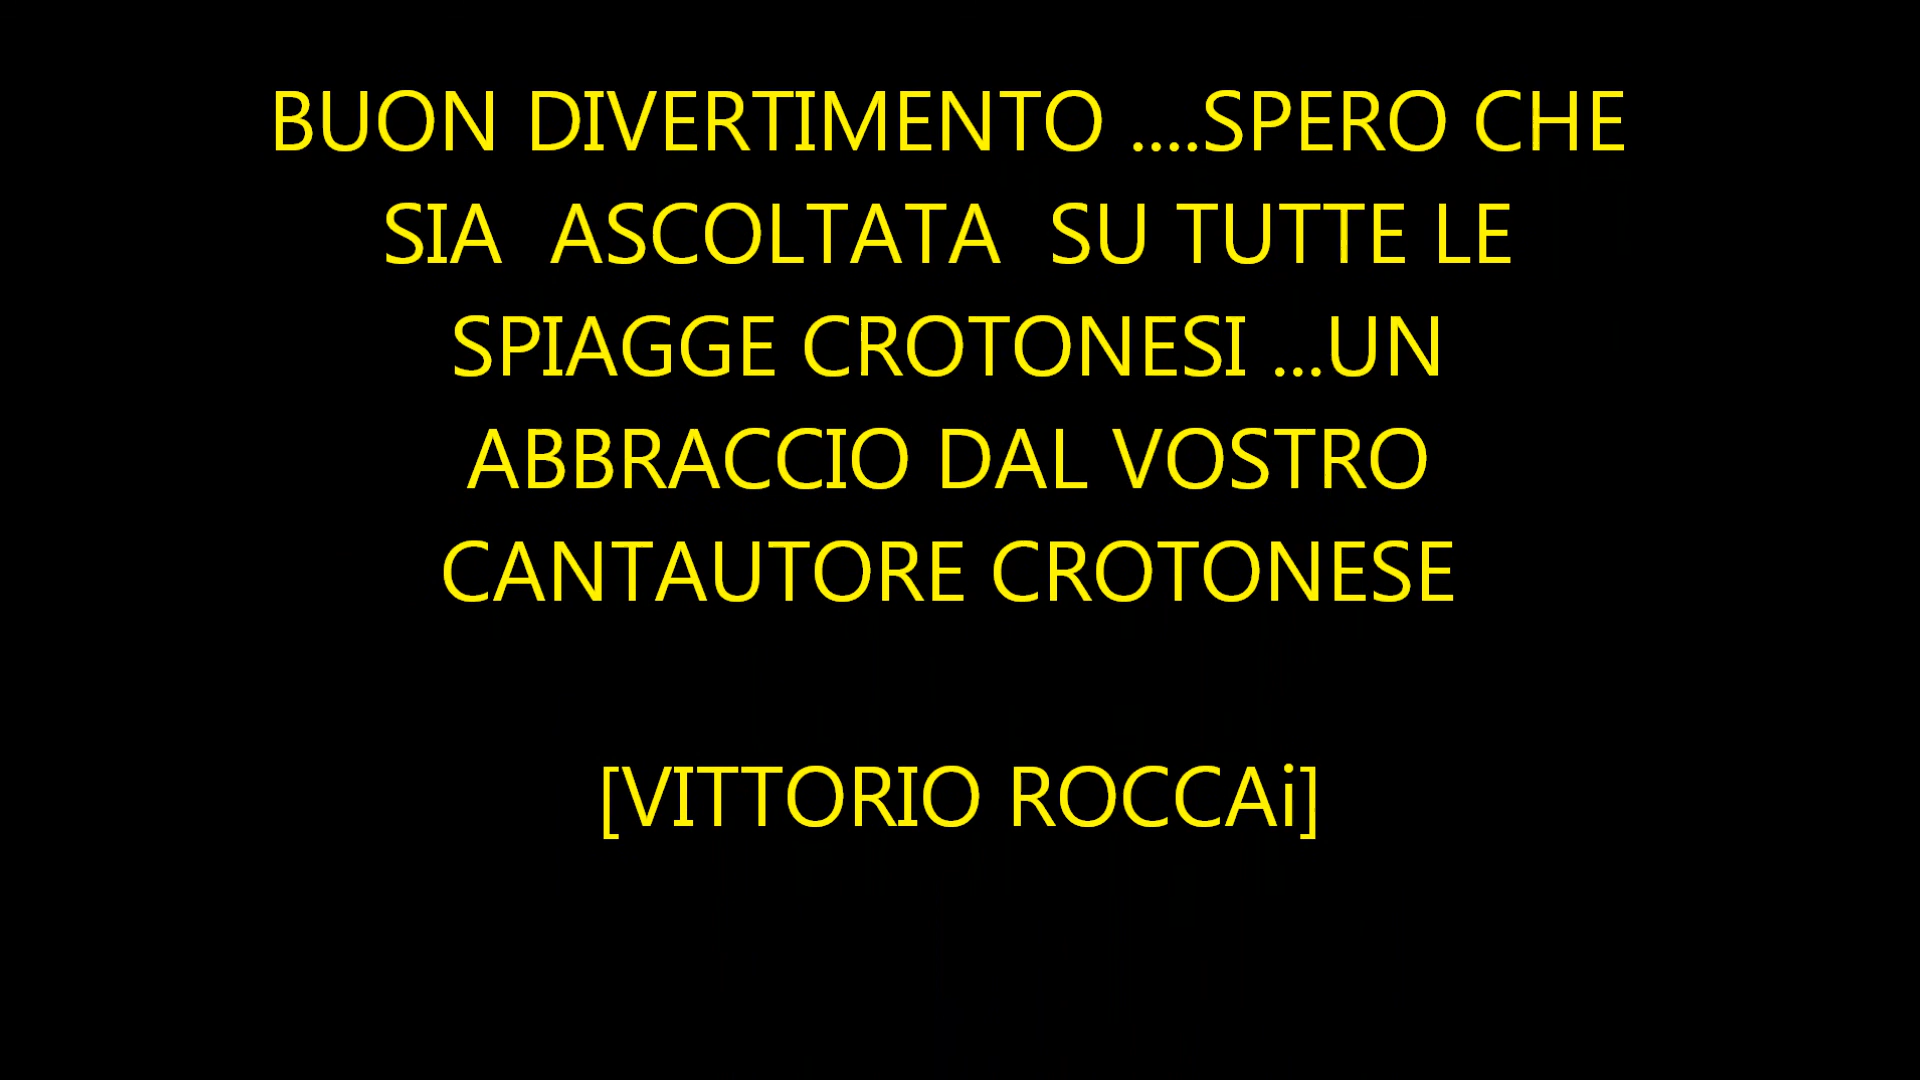 BUON DIVERTIMENTO ....SPERO CHE
SIA  ASCOLTATA  SU TUTTE LE
SPIAGGE CROTONESI ...UN
ABBRACCIO DAL VOSTRO
CANTAUTORE CROTONESE
[VITTORIO ROCCAi]